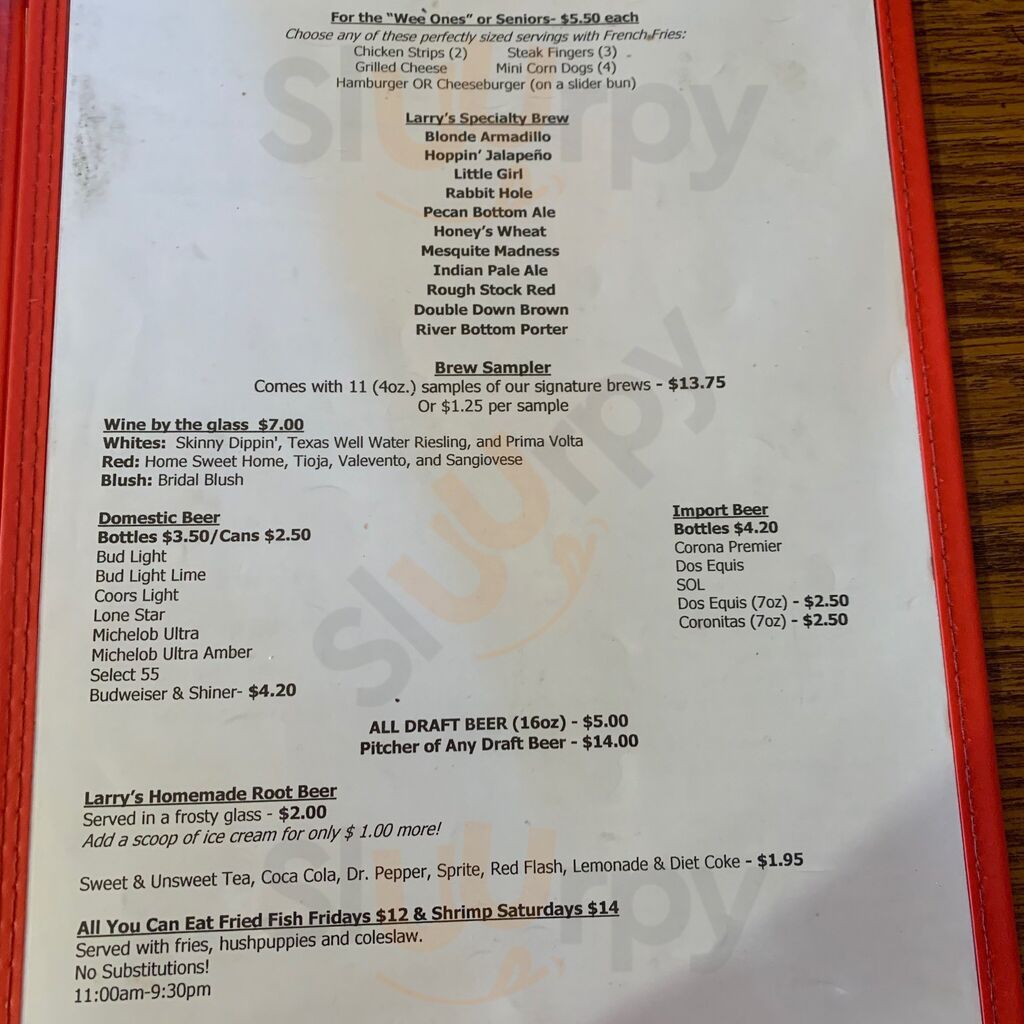 For the "Wee Ones" or Seniors- $5.50 each
Choose any of these perfectly sized servings with French Fries:
Chicken Strips (2) Steak Fingers (3)
Grilled Cheese Mini Corn Dogs (4)
Hamburger OR Cheeseburger (on a slider bun)
Larry's Specialty Brew
Blonde Armadillo
Hoppin' Jalapeño
Little Girl
Rabbit Hole
Pecan Bottom Ale
Honey's Wheat
Mesquite Madness
Indian Pale Ale
Rough Stock Red
Double Down Brown
River Bottom Porter
Brew Sampler
Comes with 11 (4oz.) samples of our signature brews - $13.75
Or $1.25 per sample
Wine by the glass $7.00
Whites: Skinny Dippin', Texas Well Water Riesling, and Prima Volta
Red: Home Sweet Home, Tioja, Valevento, and Sangiovese
Blush: Bridal Blush
Domestic Beer
Bottles $3.50/Cans $2.50
Bud Light
Bud Light Lime
Coors Light
Lone Star
Michelob Ultra
Michelob Ultra Amber
Select 55
Budweiser & Shiner- $4.20
Import Beer
Bottles $4.20
Corona Premier
Dos Equis
SOL
Dos Equis (7oz) - $2.50
Coronitas (7oz) - $2.50
ALL DRAFT BEER (16oz) - $5.00
Pitcher of Any Draft Beer - $14.00
Larry's Homemade Root Beer
Served in a frosty glass - $2.00
Add a scoop of ice cream for only $ 1.00 more!
Sweet & Unsweet Tea, Coca Cola, Dr. Pepper, Sprite, Red Flash, Lemonade & Diet Coke - $1.95
All You Can Eat Fried Fish Fridays $12 & Shrimp Saturdays $14
Served with fries, hushpuppies and coleslaw.
No Substitutions!
11:00am-9:30pm
Sluurpy
Sluurpy
Sluurpy